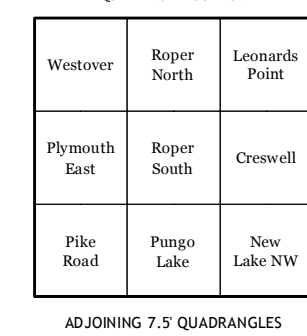 Westover
Roper
North
Leonards
Point
Plymouth
East
Roper
South
Creswell
Pike
Road
Pungo
Lake
New
Lake NW
ADJOINING 7.5' QUADRANGLES